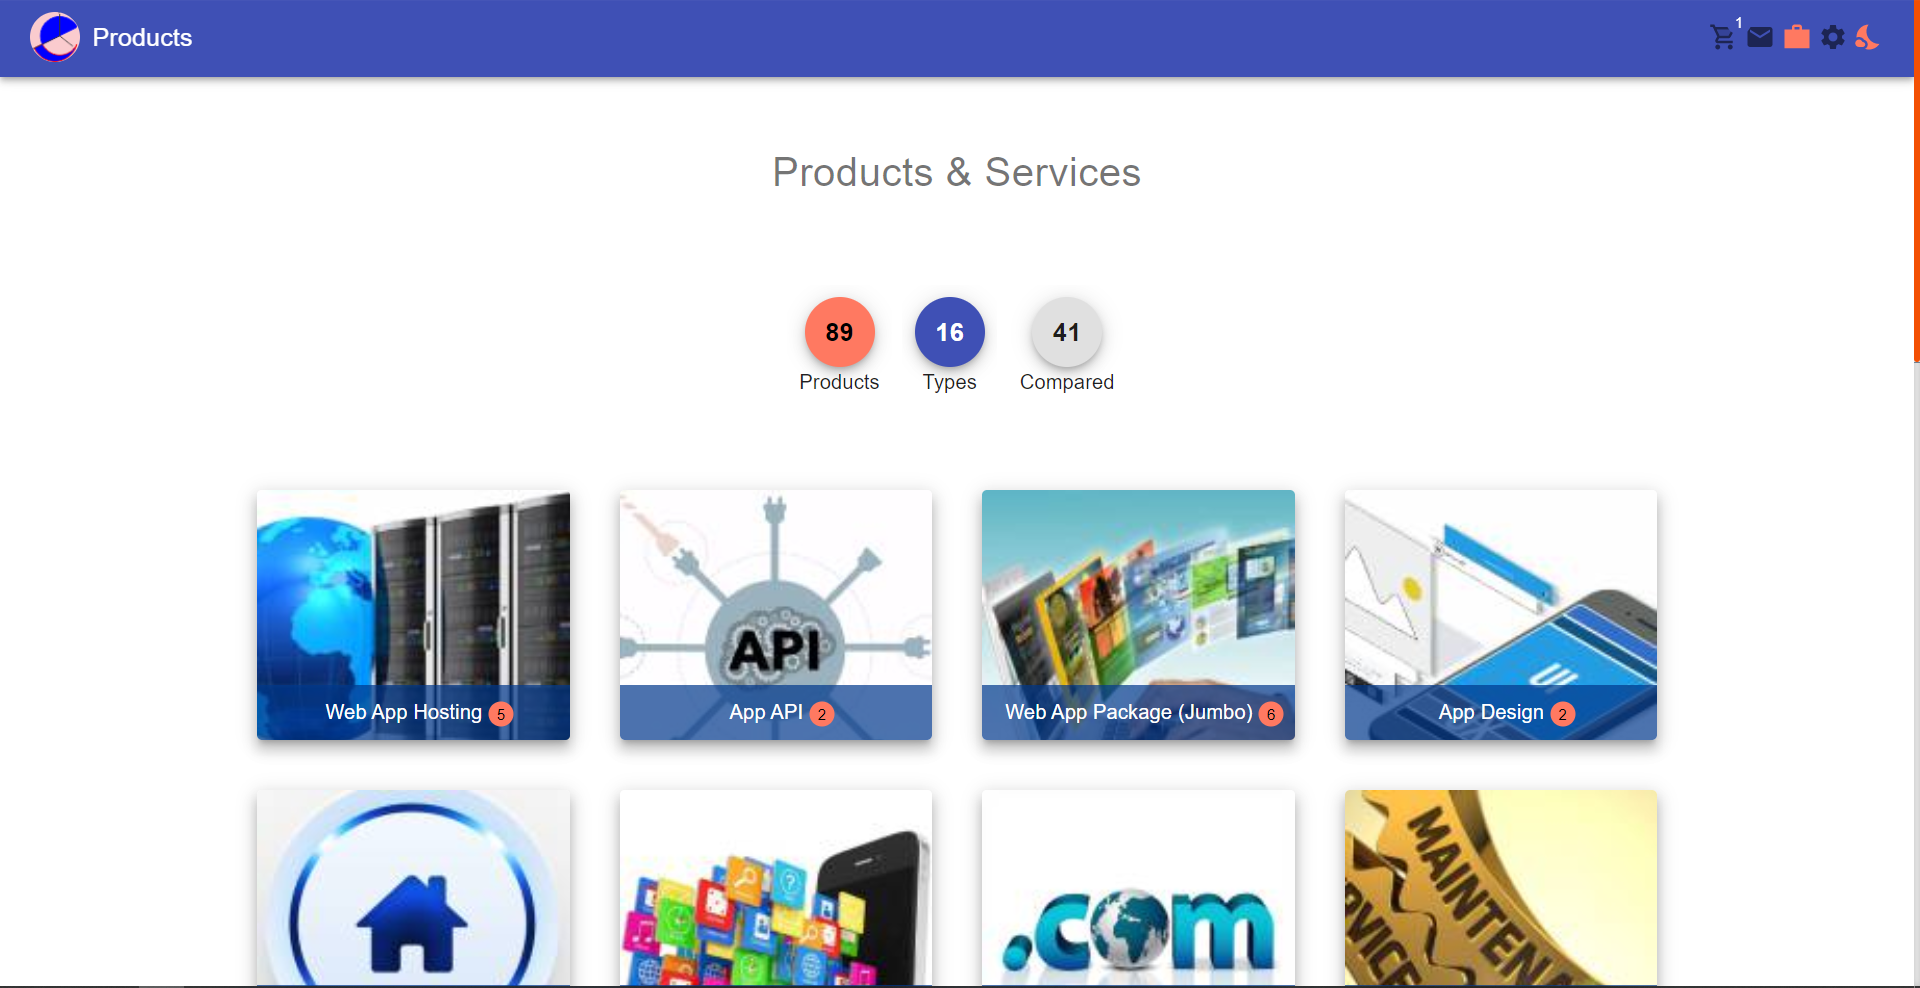 Products
1
Products & Services
89
16
41
Products
Types
Compared
API
UI
Web App Hosting 5
App API 2
Web App Package (Jumbo) 6
App Design 2
.com
MAINTENA
RVICE